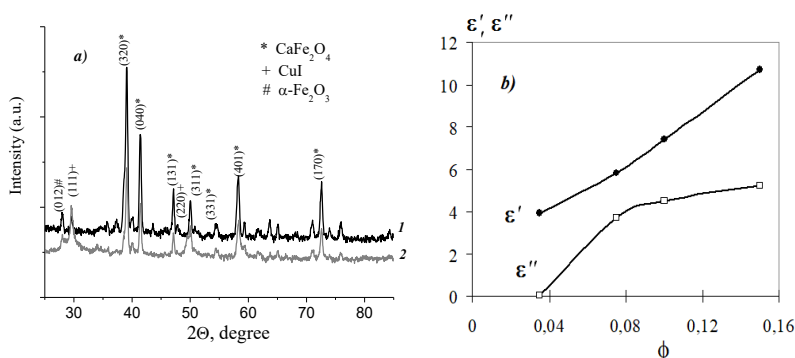 a)
* CaFe₂O₄
+ CuI
# α-Fe₂O₃
Intensity (a.u.)
(012)#
(111)+
(320)*
(040)*
(131)*
(220)+
(311)*
(331)*
(401)*
(170)*
1
2
30 40 50 60 70 80
2Θ, degree
ε′, ε″
b)
12
10
8
6
4
2
0
ε′
ε″
0 0,04 0,08 0,12 0,16
ϕ